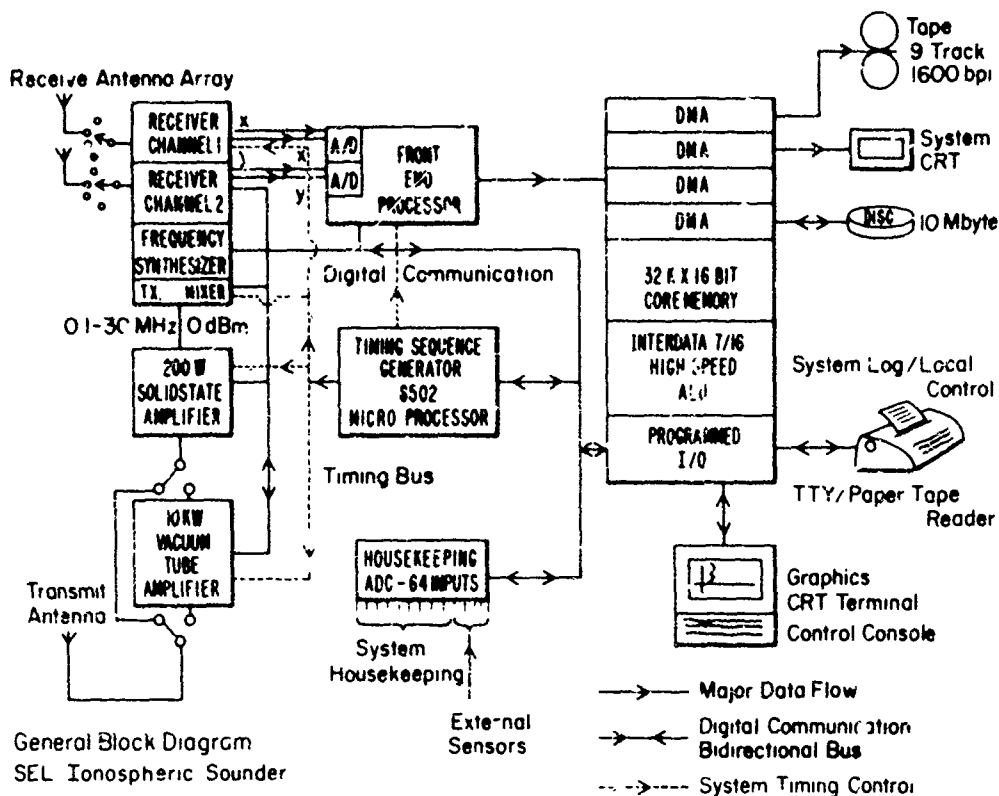 Receive Antenna Array
RECEIVER
CHANNEL 1
RECEIVER
CHANNEL 2
FREQUENCY
SYNTHESIZER
TX. MIXER
x
y
x
y
A/D
A/D
FRONT
END
PROCESSOR
Digital Communication
0.1-30 MHz 0 dBm
200 W
SOLIDSTATE
AMPLIFIER
TIMING SEQUENCE
GENERATOR
6502
MICRO PROCESSOR
Timing Bus
10 KW
VACUUM
TUBE
AMPLIFIER
Transmit
Antenna
HOUSEKEEPING
ADC-64 INPUTS
System
Housekeeping
External
Sensors
DMA
DMA
DMA
DMA
32 K X 16 BIT
CORE MEMORY
INTERDATA 7/16
HIGH SPEED
ALU
PROGRAMMED
I/O
Tape
9 Track
1600 bpi
System
CRT
DISC
10 Mbyte
System Log/Local
Control
TTY/Paper Tape
Reader
Graphics
CRT Terminal
Control Console
Major Data Flow
Digital Communication
Bidirectional Bus
System Timing Control
General Block Diagram
SEL Ionospheric Sounder